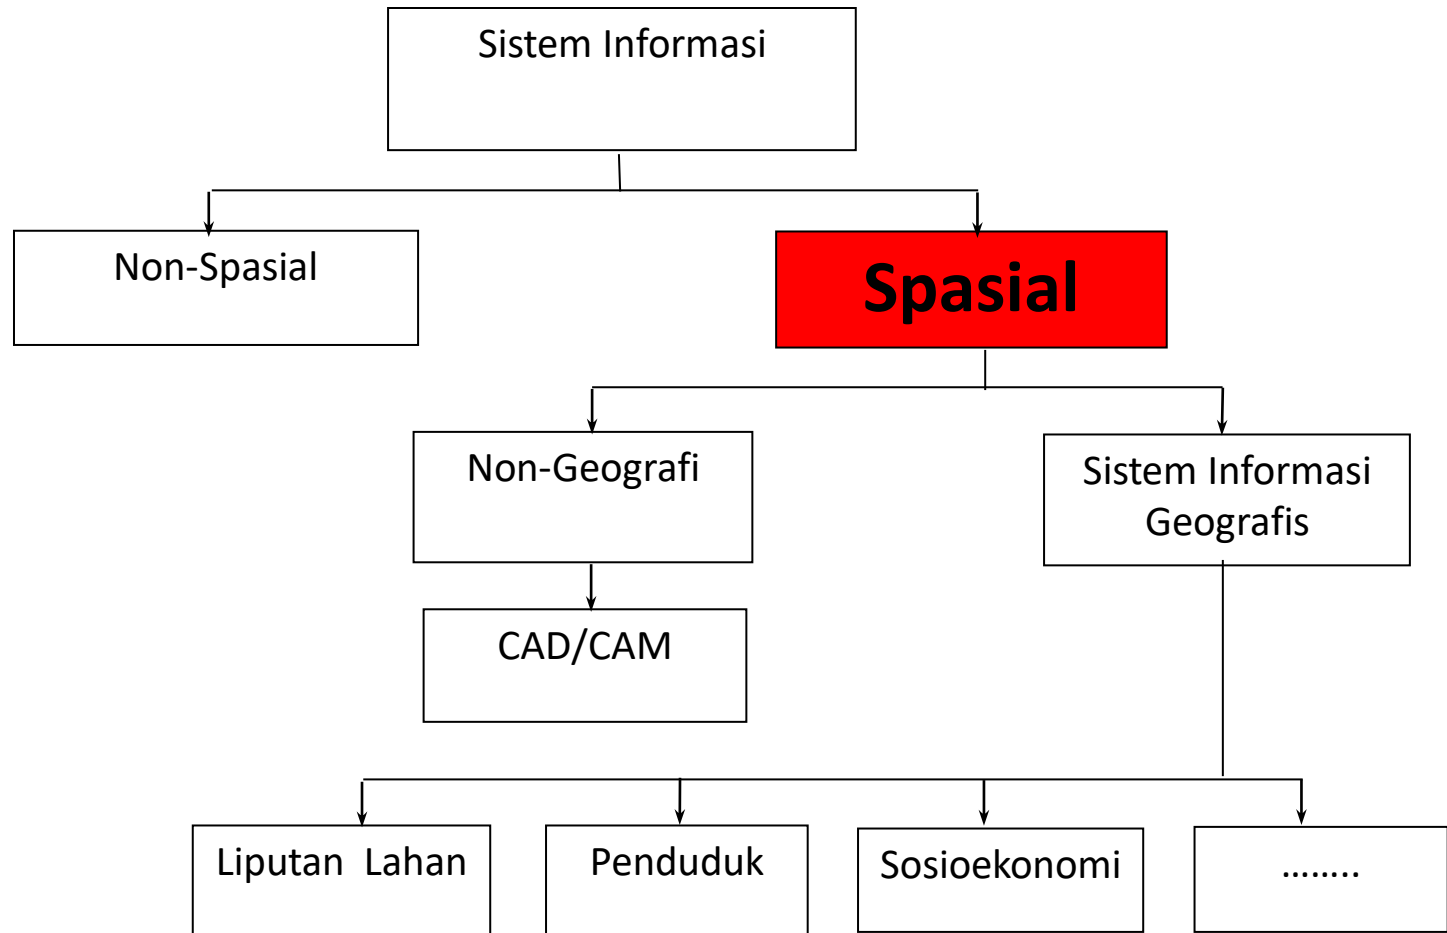 Sistem Informasi
Non-Spasial
Spasial
Non-Geografi
Sistem Informasi
Geografis
CAD/CAM
Liputan  Lahan
Penduduk
Sosioekonomi
........